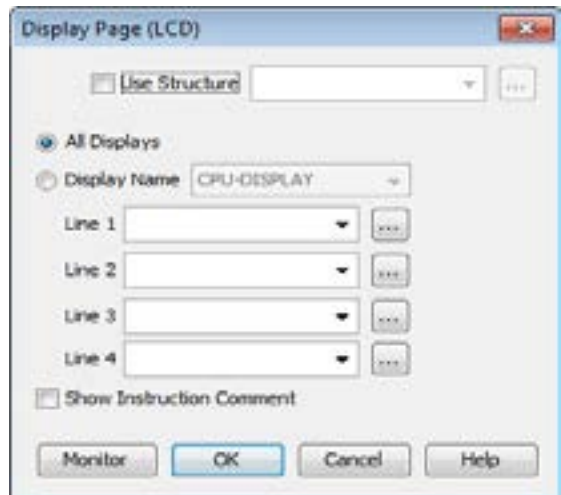 Display Page (LCD)
Use Structure
...
All Displays
Display Name CPU-DISPLAY
Line 1 ...
Line 2 ...
Line 3 ...
Line 4 ...
Show Instruction Comment
Monitor OK Cancel Help